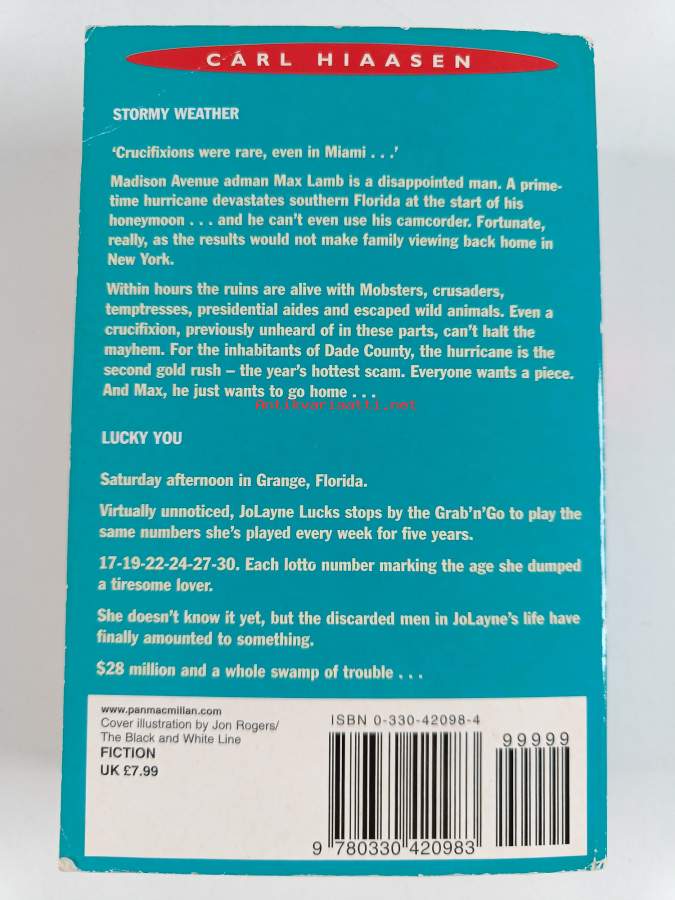 CARL HIAASEN
STORMY WEATHER
'Crucifixions were rare, even in Miami . . .'
Madison Avenue adman Max Lamb is a disappointed man. A prime-
time hurricane devastates southern Florida at the start of his
honeymoon . . . and he can't even use his camcorder. Fortunate,
really, as the results would not make family viewing back home in
New York.
Within hours the ruins are alive with Mobsters, crusaders,
temptresses, presidential aides and escaped wild animals. Even a
crucifixion, previously unheard of in these parts, can't halt the
mayhem. For the inhabitants of Dade County, the hurricane is the
second gold rush – the year's hottest scam. Everyone wants a piece.
And Max, he just wants to go home . . .
Antikvariaatti.net
LUCKY YOU
Saturday afternoon in Grange, Florida.
Virtually unnoticed, JoLayne Lucks stops by the Grab'n'Go to play the
same numbers she's played every week for five years.
17-19-22-24-27-30. Each lotto number marking the age she dumped
a tiresome lover.
She doesn't know it yet, but the discarded men in JoLayne's life have
finally amounted to something.
$28 million and a whole swamp of trouble . . .
www.panmacmillan.com
Cover illustration by Jon Rogers/
The Black and White Line
FICTION
UK £7.99
ISBN 0-330-42098-4
99999
9 780330 420983